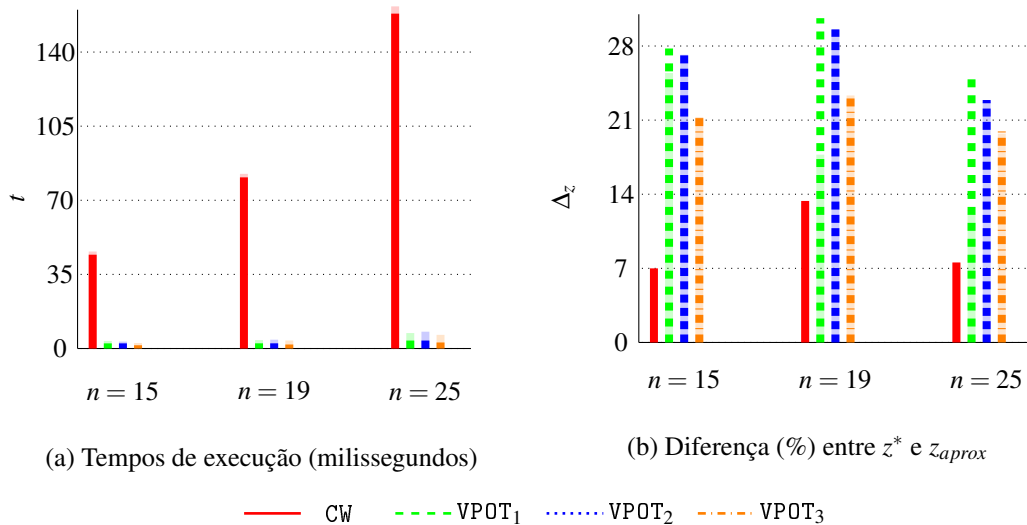 140
105
70
35
0
t
n = 15
n = 19
n = 25
(a) Tempos de execução (milissegundos)
28
21
14
7
0
Δz
n = 15
n = 19
n = 25
(b) Diferença (%) entre z* e zaprox
CW VPOT1 VPOT2 VPOT3